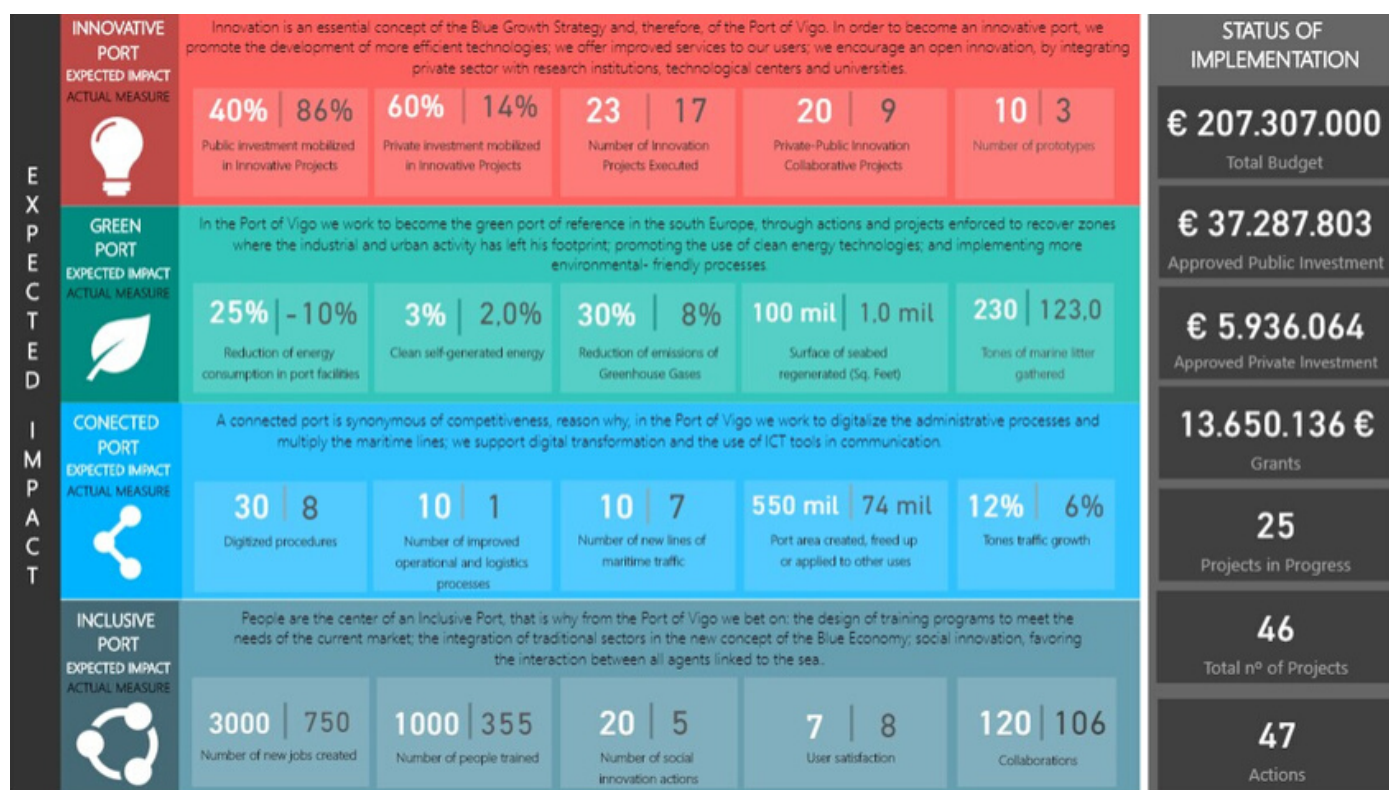 EXPECTED IMPACT
INNOVATIVE
PORT
EXPECTED IMPACT
ACTUAL MEASURE
Innovation is an essential concept of the Blue Growth Strategy and, therefore, of the Port of Vigo. In order to become an innovative port, we
promote the development of more efficient technologies; we offer improved services to our users; we encourage an open innovation, by integrating
private sector with research institutions, technological centers and universities.
40% | 86%
Public investment mobilized
in Innovative Projects
60% | 14%
Private investment mobilized
in Innovative Projects
23 | 17
Number of Innovation
Projects Executed
20 | 9
Private-Public Innovation
Collaborative Projects
10 | 3
Number of prototypes
GREEN
PORT
EXPECTED IMPACT
ACTUAL MEASURE
In the Port of Vigo we work to become the green port of reference in the south Europe, through actions and projects enforced to recover zones
where the industrial and urban activity has left his footprint; promoting the use of clean energy technologies; and implementing more
environmental- friendly processes.
25% | -10%
Reduction of energy
consumption in port facilities
3% | 2,0%
Clean self-generated energy
30% | 8%
Reduction of emissions of
Greenhouse Gases
100 mil | 1,0 mil
Surface of seabed
regenerated (Sq. Feet)
230 | 123,0
Tones of marine litter
gathered
CONECTED
PORT
EXPECTED IMPACT
ACTUAL MEASURE
A connected port is synonymous of competitiveness, reason why, in the Port of Vigo we work to digitalize the administrative processes and
multiply the maritime lines; we support digital transformation and the use of ICT tools in communication.
30 | 8
Digitized procedures
10 | 1
Number of improved
operational and logistics
processes
10 | 7
Number of new lines of
maritime traffic
550 mil | 74 mil
Port area created, freed up
or applied to other uses
12% | 6%
Tones traffic growth
INCLUSIVE
PORT
EXPECTED IMPACT
ACTUAL MEASURE
People are the center of an Inclusive Port, that is why from the Port of Vigo we bet on: the design of training programs to meet the
needs of the current market; the integration of traditional sectors in the new concept of the Blue Economy; social innovation, favoring
the interaction between all agents linked to the sea..
3000 | 750
Number of new jobs created
1000 | 355
Number of people trained
20 | 5
Number of social
innovation actions
7 | 8
User satisfaction
120 | 106
Collaborations
STATUS OF
IMPLEMENTATION
€ 207.307.000
Total Budget
€ 37.287.803
Approved Public Investment
€ 5.936.064
Approved Private Investment
13.650.136 €
Grants
25
Projects in Progress
46
Total nº of Projects
47
Actions